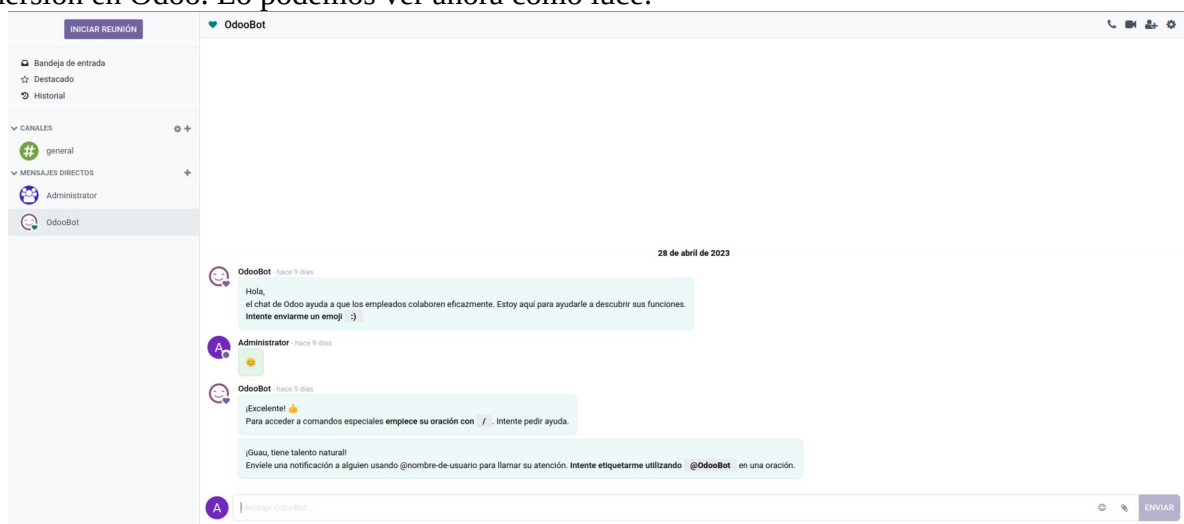 versión en Odoo. Lo podemos ver ahora como luce:
INICIAR REUNIÓN
OdooBot
Bandeja de entrada
Destacado
Historial
CANALES
general
MENSAJES DIRECTOS
Administrator
OdooBot
28 de abril de 2023
OdooBot - hace 9 días
Hola,
el chat de Odoo ayuda a que los empleados colaboren eficazmente. Estoy aquí para ayudarle a descubrir sus funciones.
Intente enviarme un emoji :)
A
Administrator - hace 9 días
😊
OdooBot - hace 9 días
¡Excelente! 👍
Para acceder a comandos especiales empiece su oración con / . Intente pedir ayuda.
¡Guau, tiene talento natural!
Envíele una notificación a alguien usando @nombre-de-usuario para llamar su atención. Intente etiquetarme utilizando @OdooBot en una oración.
A
Mensaje OdooBot...
ENVIAR